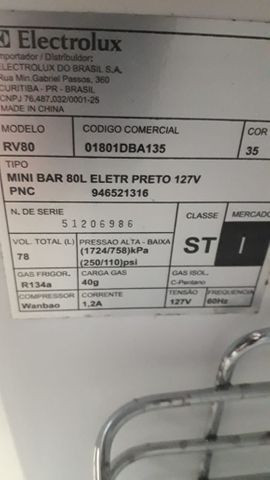 Electrolux
Importador / Distribuidor:
ELECTROLUX DO BRASIL S.A.
Rua Min.Gabriel Passos, 360
CURITIBA - PR - BRASIL
CNPJ 76,487,032/0001-25
MADE IN CHINA
MODELO CODIGO COMERCIAL COR
RV80 01801DBA135 35
TIPO
MINI BAR 80L ELETR PRETO 127V
PNC 946521316
N. DE SERIE CLASSE MERCADO
51206986
ST I
VOL. TOTAL (L) PRESSAO ALTA - BAIXA
78 (1724/758)kPa
(250/110)psi
GAS FRIGOR. CARGA GAS GAS ISOL.
R134a 40g C-Pentano
COMPRESSOR CORRENTE TENSÃO FREQUENCIA
Wanbao 1,2A 127V 60Hz